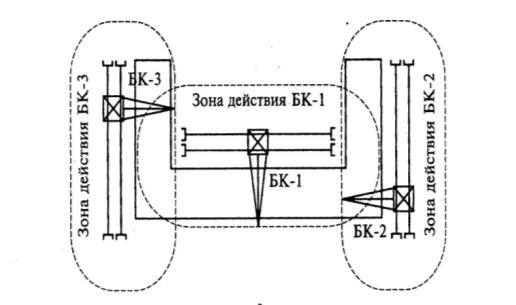 Зона действия БК-3
БК-3
Зона действия БК-1
БК-1
БК-2
Зона действия БК-2